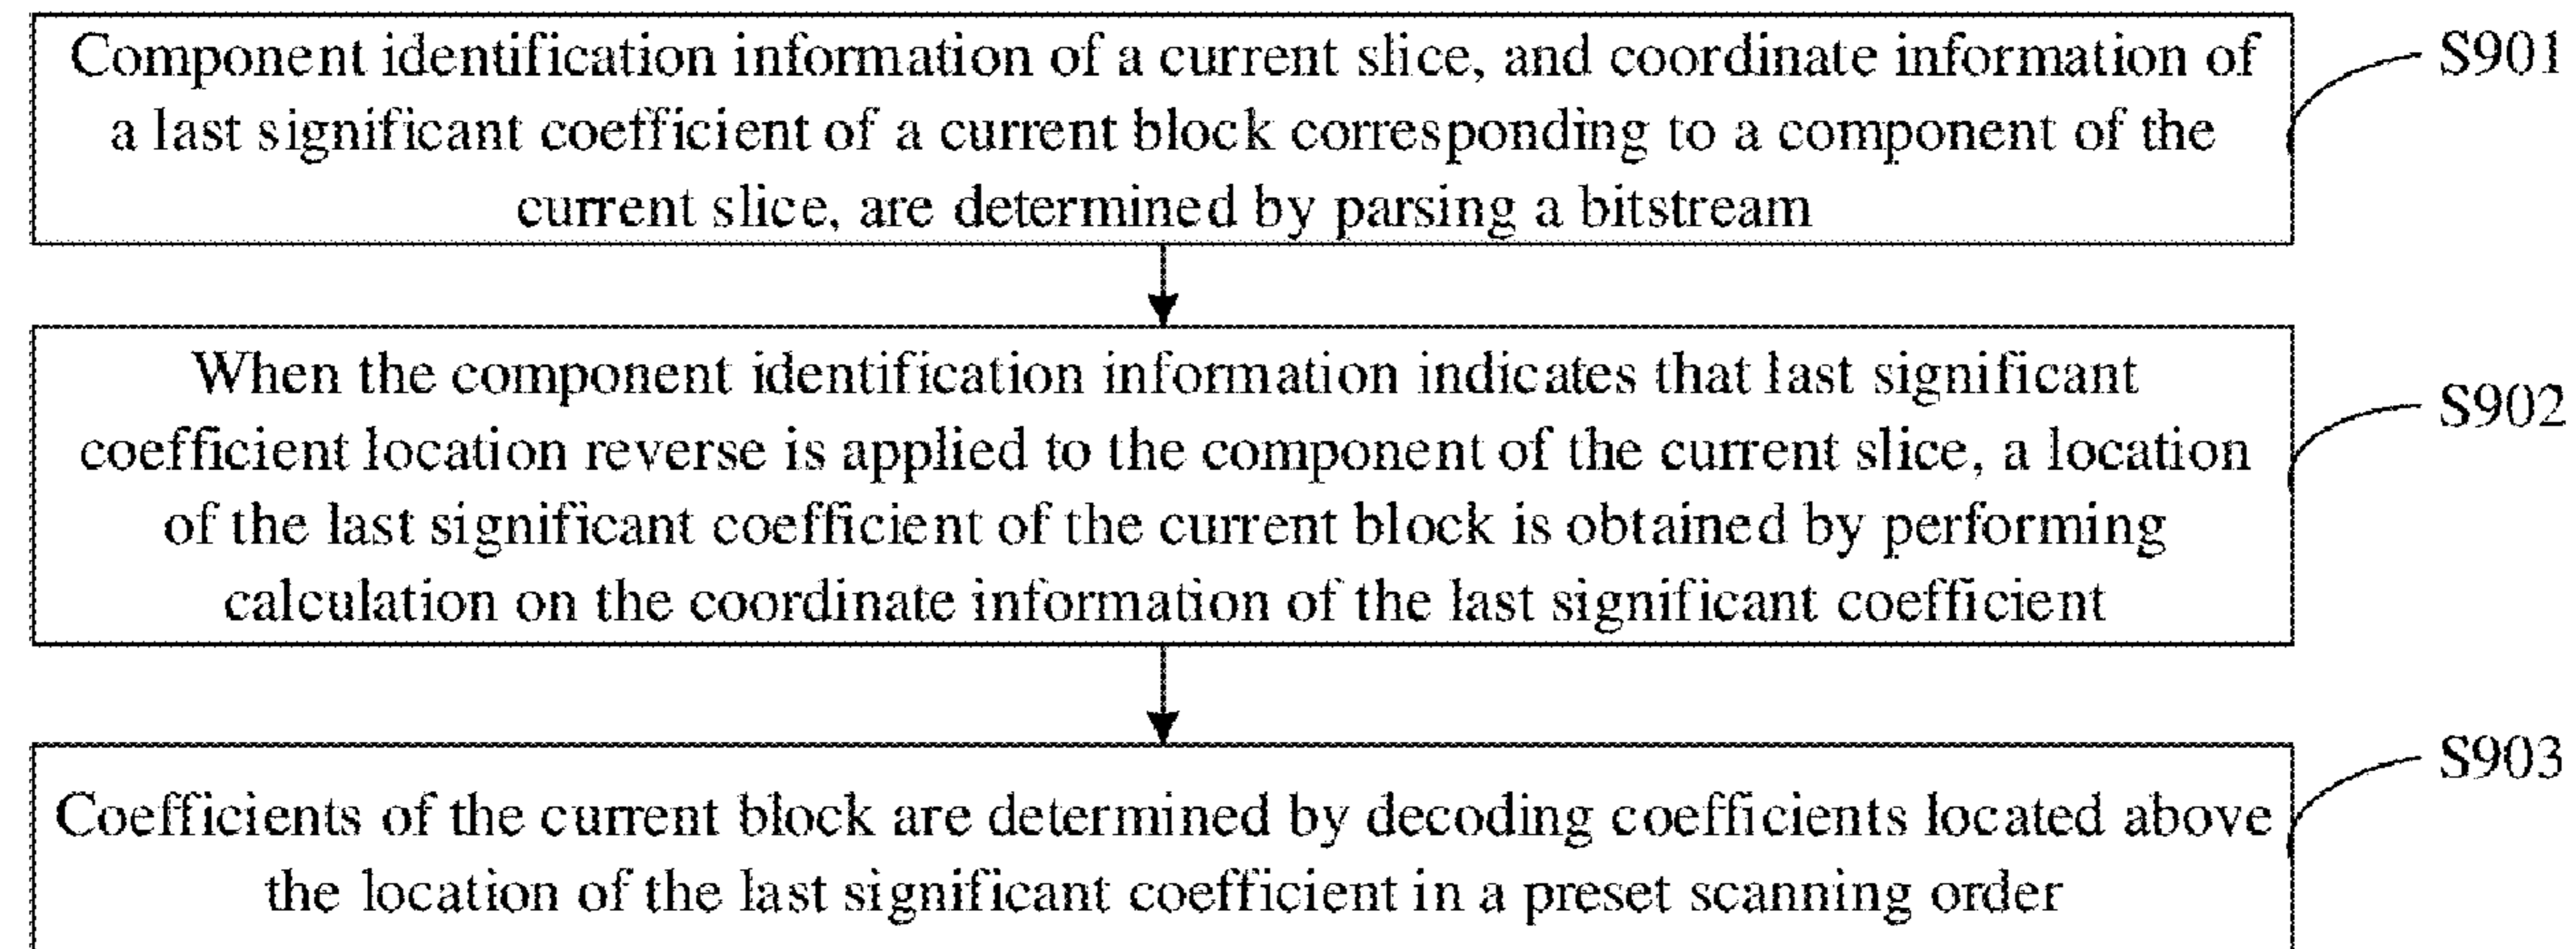 Component identification information of a current slice, and coordinate information of
a last significant coefficient of a current block corresponding to a component of the
current slice, are determined by parsing a bitstream
S901
When the component identification information indicates that last significant
coefficient location reverse is applied to the component of the current slice, a location
of the last significant coefficient of the current block is obtained by performing
calculation on the coordinate information of the last significant coefficient
S902
Coefficients of the current block are determined by decoding coefficients located above
the location of the last significant coefficient in a preset scanning order
S903